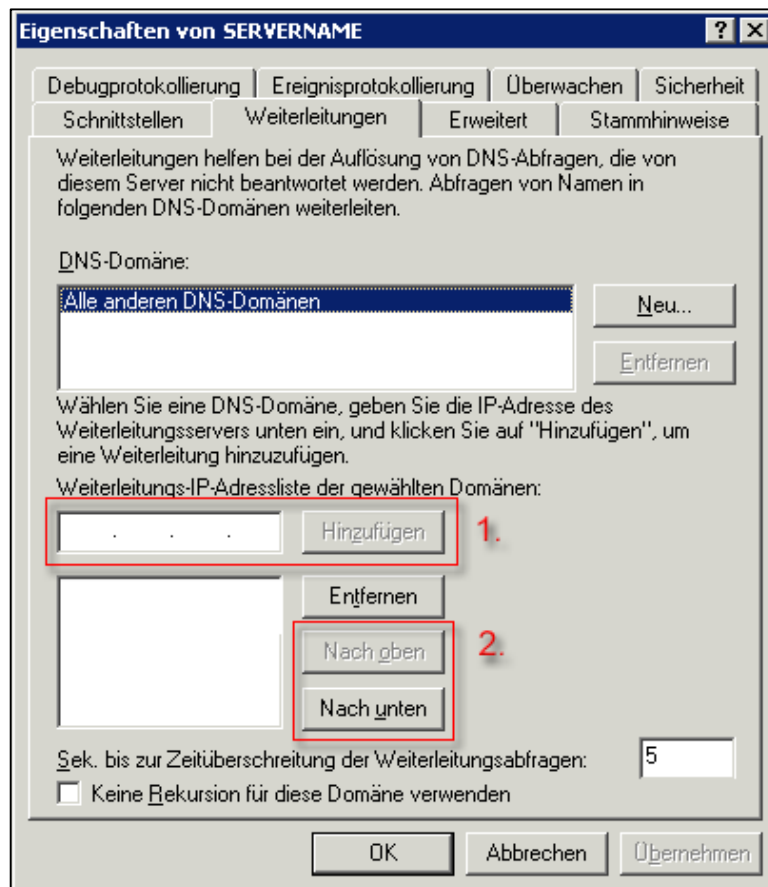 Eigenschaften von SERVERNAME
Debugprotokollierung
Ereignisprotokollierung
Überwachen
Sicherheit
Schnittstellen
Weiterleitungen
Erweitert
Stammhinweise
Weiterleitungen helfen bei der Auflösung von DNS-Abfragen, die von
diesem Server nicht beantwortet werden. Abfragen von Namen in
folgenden DNS-Domänen weiterleiten.
DNS-Domäne:
Alle anderen DNS-Domänen
Neu...
Entfernen
Wählen Sie eine DNS-Domäne, geben Sie die IP-Adresse des
Weiterleitungsservers unten ein, und klicken Sie auf "Hinzufügen", um
eine Weiterleitung hinzuzufügen.
Weiterleitungs-IP-Adressliste der gewählten Domänen:
. . .
Hinzufügen
1.
Entfernen
Nach oben
2.
Nach unten
Sek. bis zur Zeitüberschreitung der Weiterleitungsabfragen:
5
Keine Rekursion für diese Domäne verwenden
OK
Abbrechen
Übernehmen